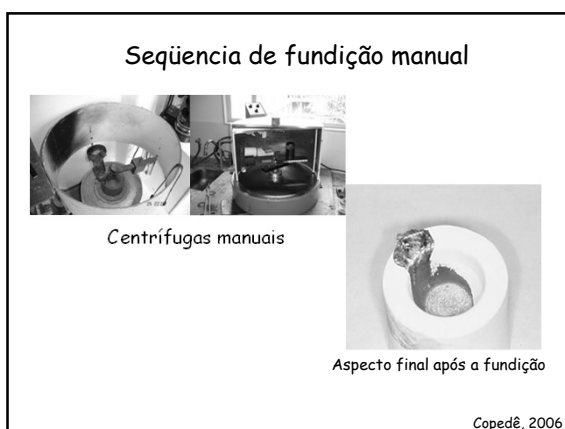 Seqüencia de fundição manual
Centrífugas manuais
Aspecto final após a fundição
Copedê, 2006